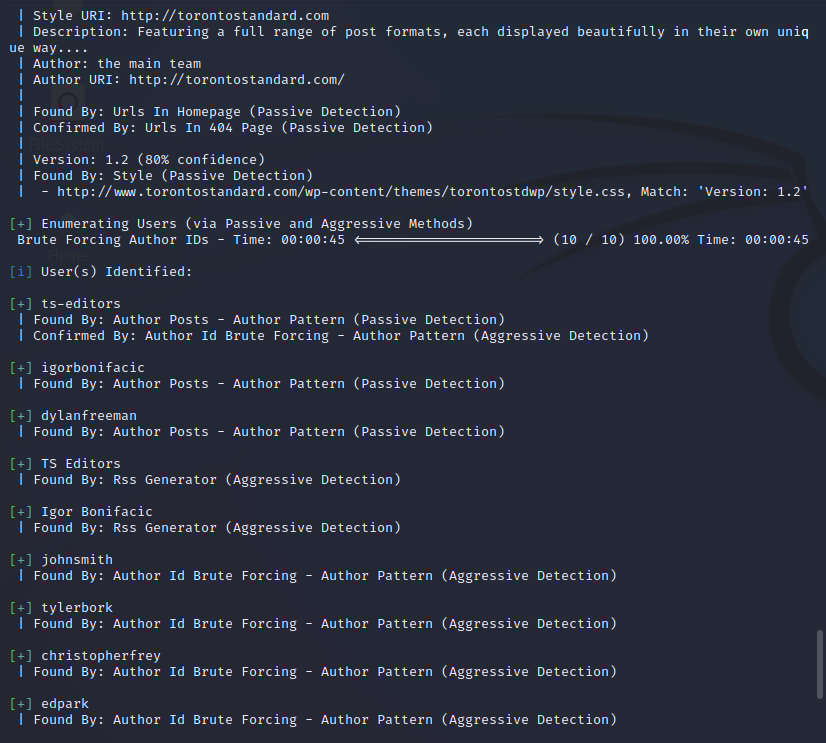 | Style URI: http://torontostandard.com
| Description: Featuring a full range of post formats, each displayed beautifully in their own uniq
ue way....
| Author: the main team
| Author URI: http://torontostandard.com/
|
| Found By: Urls In Homepage (Passive Detection)
| Confirmed By: Urls In 404 Page (Passive Detection)
|
| Version: 1.2 (80% confidence)
| Found By: Style (Passive Detection)
|  - http://www.torontostandard.com/wp-content/themes/torontostdwp/style.css, Match: 'Version: 1.2'
[+] Enumerating Users (via Passive and Aggressive Methods)
Brute Forcing Author IDs - Time: 00:00:45 <==================> (10 / 10) 100.00% Time: 00:00:45
[i] User(s) Identified:
[+] ts-editors
| Found By: Author Posts - Author Pattern (Passive Detection)
| Confirmed By: Author Id Brute Forcing - Author Pattern (Aggressive Detection)
[+] igorbonifacic
| Found By: Author Posts - Author Pattern (Passive Detection)
[+] dylanfreeman
| Found By: Author Posts - Author Pattern (Passive Detection)
[+] TS Editors
| Found By: Rss Generator (Aggressive Detection)
[+] Igor Bonifacic
| Found By: Rss Generator (Aggressive Detection)
[+] johnsmith
| Found By: Author Id Brute Forcing - Author Pattern (Aggressive Detection)
[+] tylerbork
| Found By: Author Id Brute Forcing - Author Pattern (Aggressive Detection)
[+] christopherfrey
| Found By: Author Id Brute Forcing - Author Pattern (Aggressive Detection)
[+] edpark
| Found By: Author Id Brute Forcing - Author Pattern (Aggressive Detection)
File System
Home